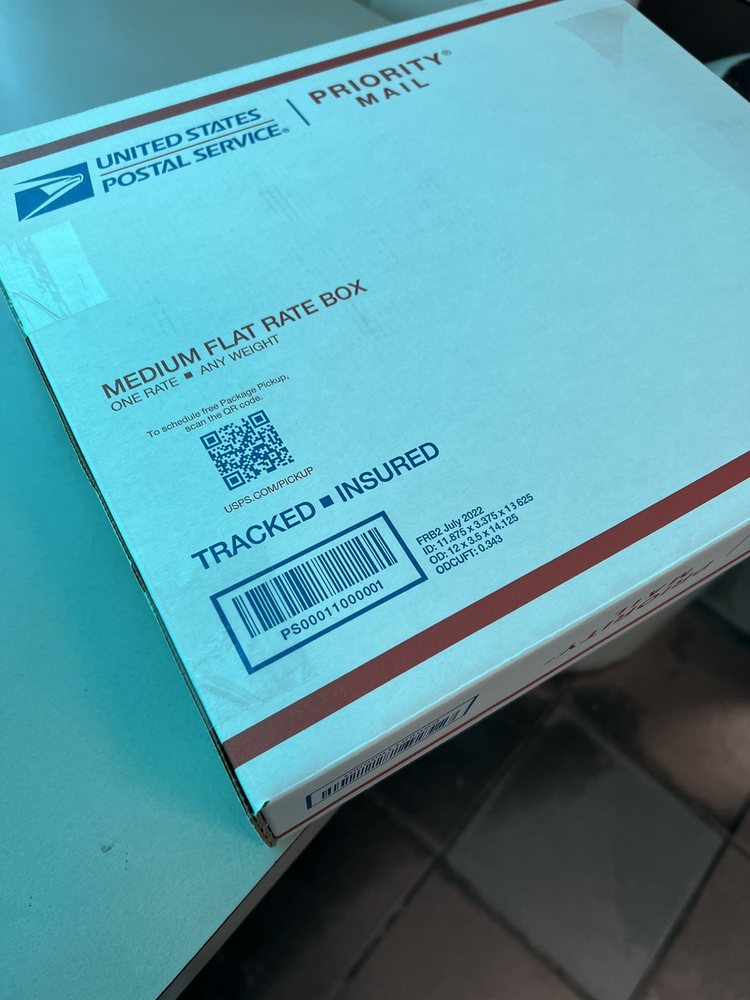 UNITED STATES
POSTAL SERVICE®
PRIORITY®
MAIL
MEDIUM FLAT RATE BOX
ONE RATE ■ ANY WEIGHT
To schedule free Package Pickup,
scan the QR code.
USPS.COM/PICKUP
TRACKED ■ INSURED
PS00011000001
FRB2 July 2022
ID: 11.875 x 3.375 x 13.625
OD: 12 x 3.5 x 14.125
ODCUFT: 0.343
PRIORITY
MAIL